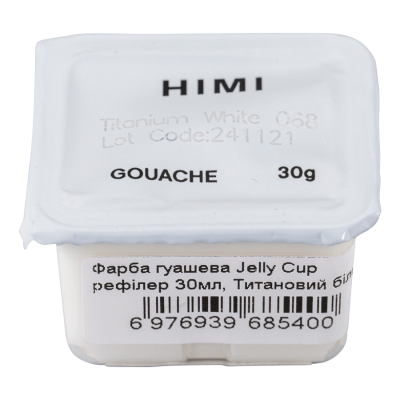 HIMI
Titanium White 068
Lot Code:241121
GOUACHE 30g
Фарба гуашева Jelly Cup
рефілер 30мл, Титановий
6 976939 685400